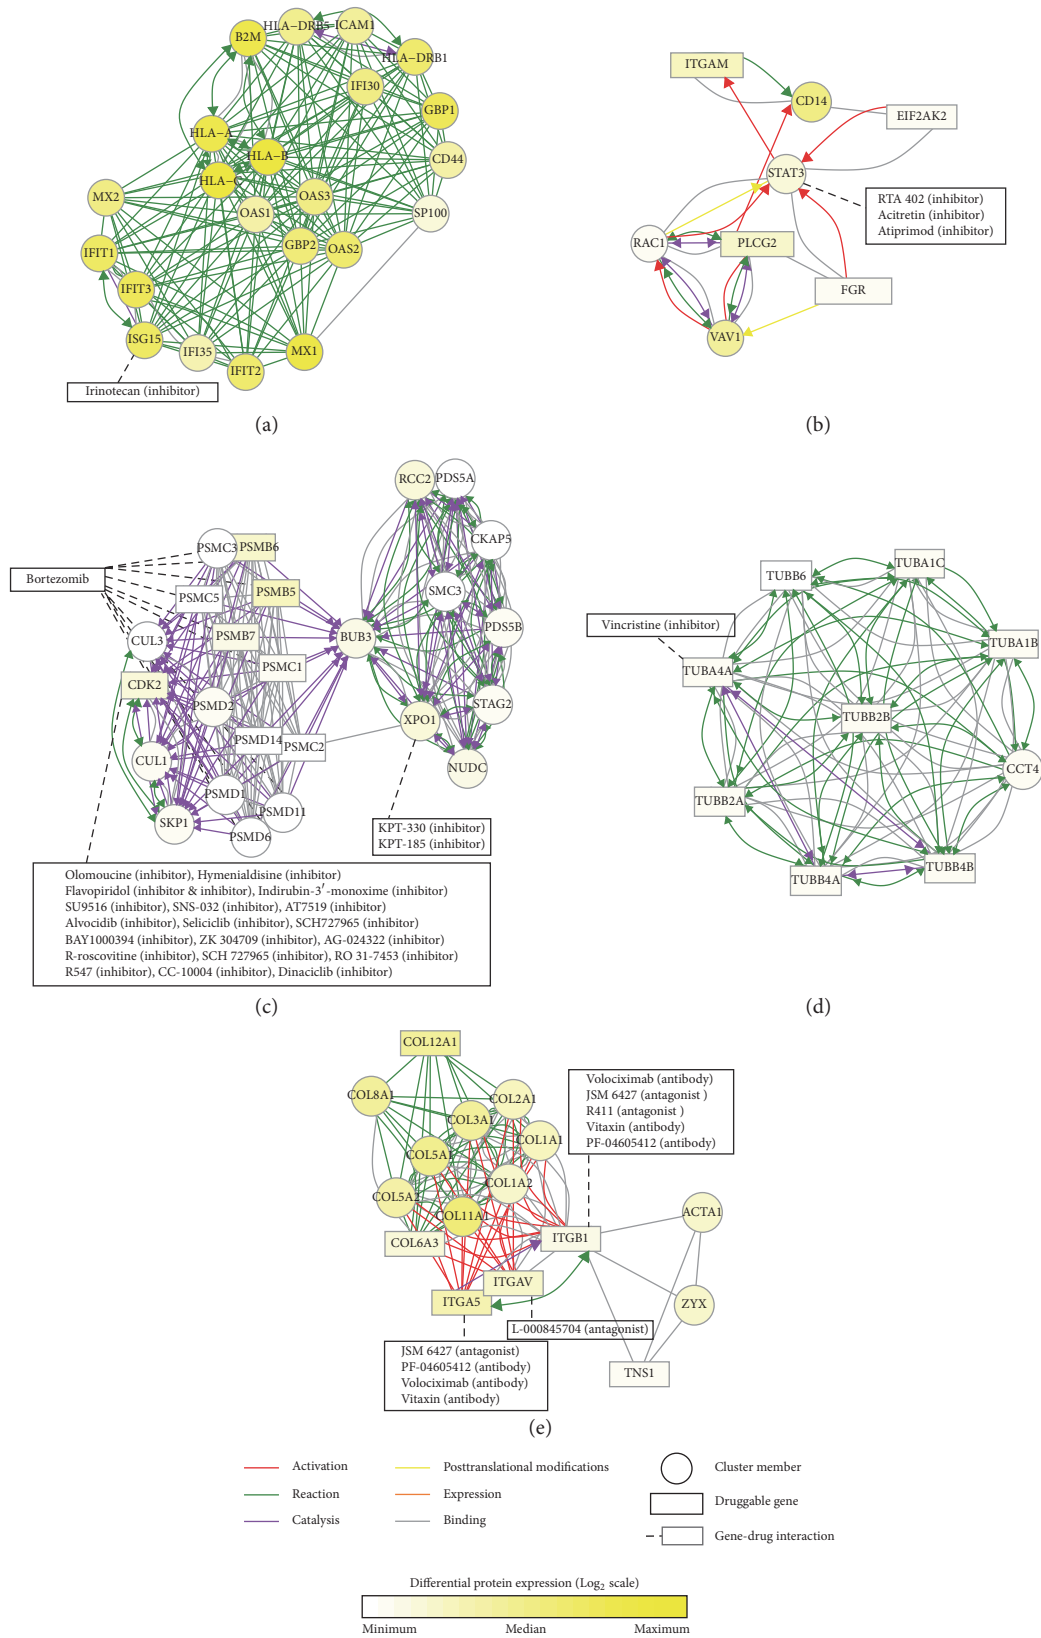 B2M
HLA–DRB5
ICAM1
HLA–DRB1
IFI30
GBP1
HLA–A
HLA–B
CD44
HLA–C
MX2
OAS3
OAS1
SP100
IFIT1
GBP2
OAS2
IFIT3
ISG15
IFI35
MX1
IFIT2
Irinotecan (inhibitor)
(a)
ITGAM
CD14
EIF2AK2
STAT3
RTA 402 (inhibitor)
Acitretin (inhibitor)
Atiprimod (inhibitor)
RAC1
PLCG2
FGR
VAV1
(b)
RCC2
PDS5A
PSMC3
PSMB6
CKAP5
Bortezomib
PSMC5
PSMB5
SMC3
CUL3
PSMB7
BUB3
PDS5B
PSMC1
CDK2
PSMD2
STAG2
XPO1
PSMD14
PSMC2
CUL1
NUDC
PSMD1
PSMD11
SKP1
PSMD6
KPT-330 (inhibitor)
KPT-185 (inhibitor)
Olomoucine (inhibitor), Hymenialdisine (inhibitor)
Flavopiridol (inhibitor & inhibitor), Indirubin-3′-monoxime (inhibitor)
SU9516 (inhibitor), SNS-032 (inhibitor), AT7519 (inhibitor)
Alvocidib (inhibitor), Seliciclib (inhibitor), SCH727965 (inhibitor)
BAY1000394 (inhibitor), ZK 304709 (inhibitor), AG-024322 (inhibitor)
R-roscovitine (inhibitor), SCH 727965 (inhibitor), RO 31-7453 (inhibitor)
R547 (inhibitor), CC-10004 (inhibitor), Dinaciclib (inhibitor)
(c)
TUBA1C
TUBB6
Vincristine (inhibitor)
TUBA1B
TUBA4A
TUBB2B
CCT4
TUBB2A
TUBB4B
TUBB4A
(d)
COL12A1
Volociximab (antibody)
JSM 6427 (antagonist )
R411 (antagonist )
Vitaxin (antibody)
PF-04605412 (antibody)
COL8A1
COL2A1
COL3A1
COL1A1
COL5A1
COL1A2
COL5A2
COL11A1
ACTA1
COL6A3
ITGB1
ITGAV
ITGA5
ZYX
L-000845704 (antagonist)
JSM 6427 (antagonist)
PF-04605412 (antibody)
Volociximab (antibody)
Vitaxin (antibody)
TNS1
(e)
Activation
Posttranslational modifications
Cluster member
Reaction
Expression
Druggable gene
Catalysis
Binding
Gene-drug interaction
Differential protein expression (Log₂ scale)
Minimum
Median
Maximum